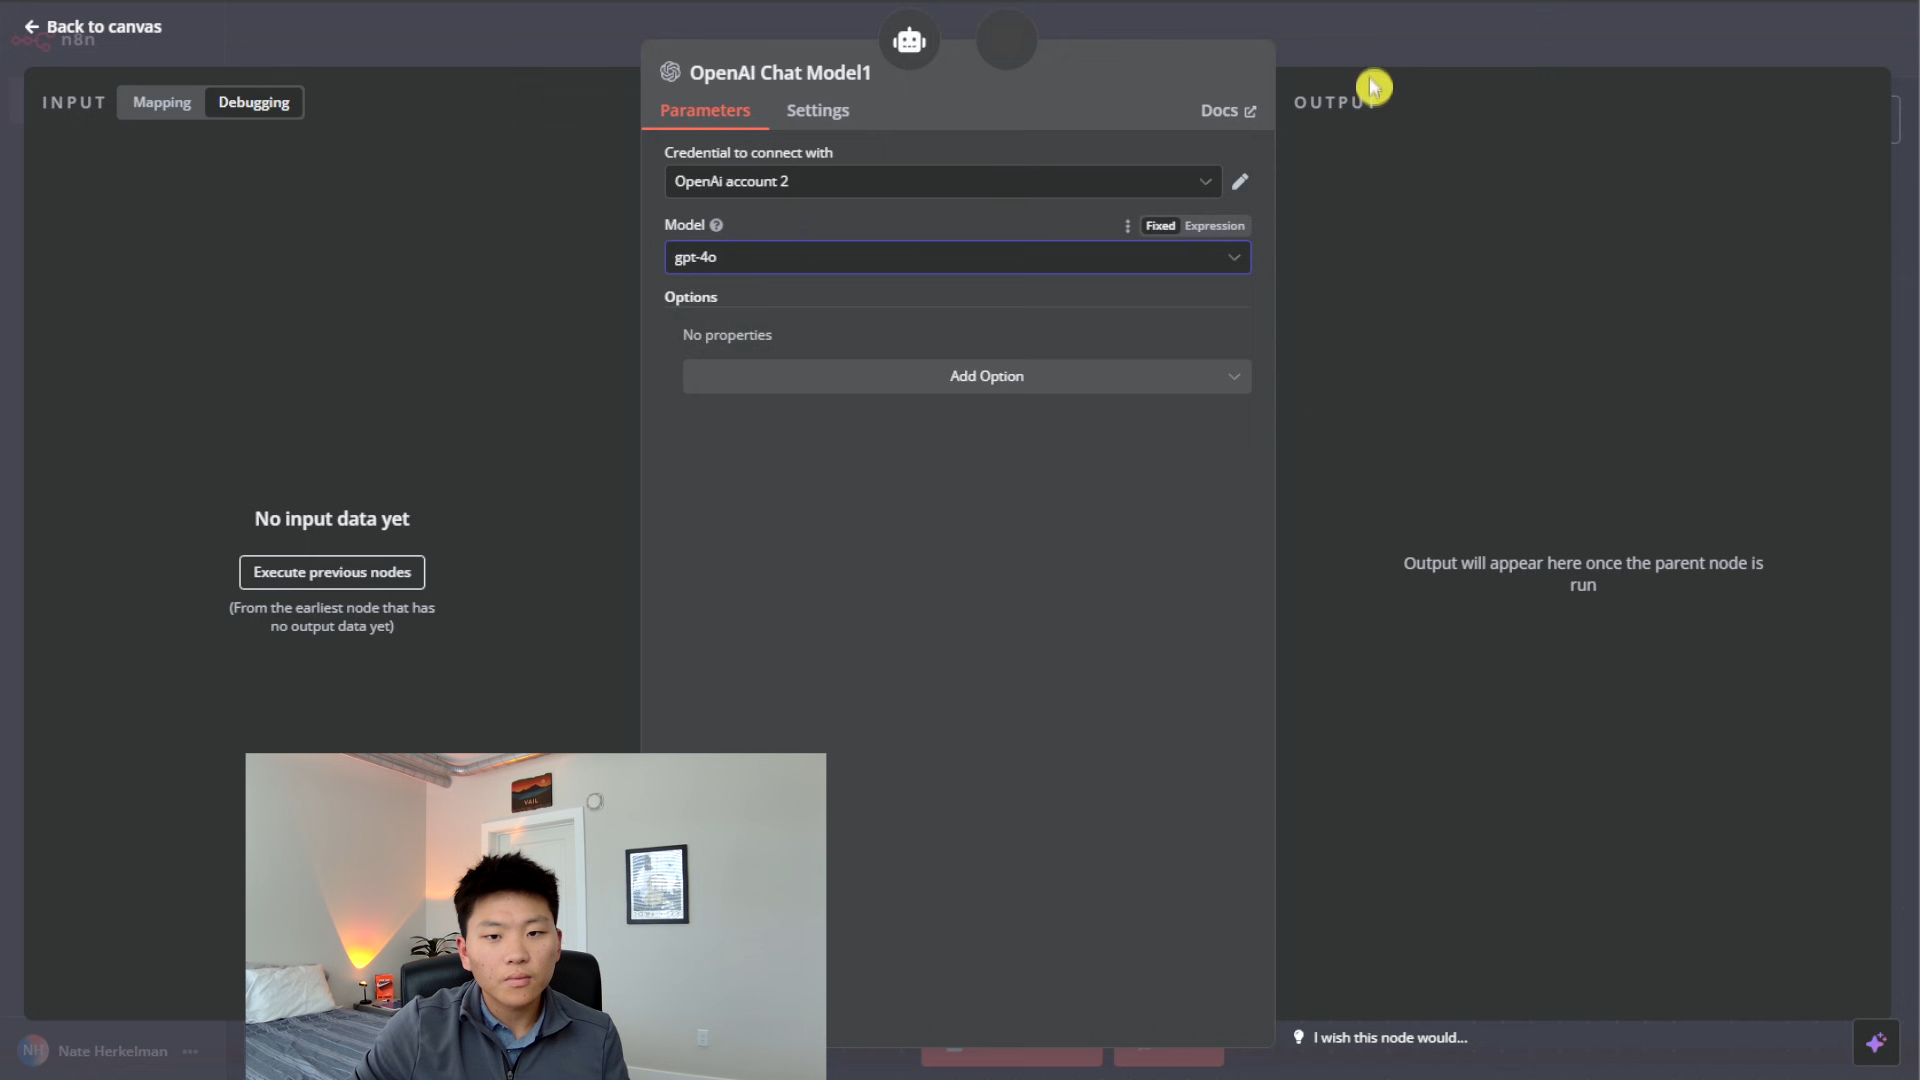 Back to canvas
n8n
INPUT
Mapping
Debugging
OpenAI Chat Model1
Parameters
Settings
Docs
Credential to connect with
OpenAi account 2
Model
Fixed
Expression
gpt-4o
Options
No properties
Add Option
No input data yet
Execute previous nodes
(From the earliest node that has
no output data yet)
OUTPUT
Output will appear here once the parent node is
run
VAIL
NH
Nate Herkelman
I wish this node would...